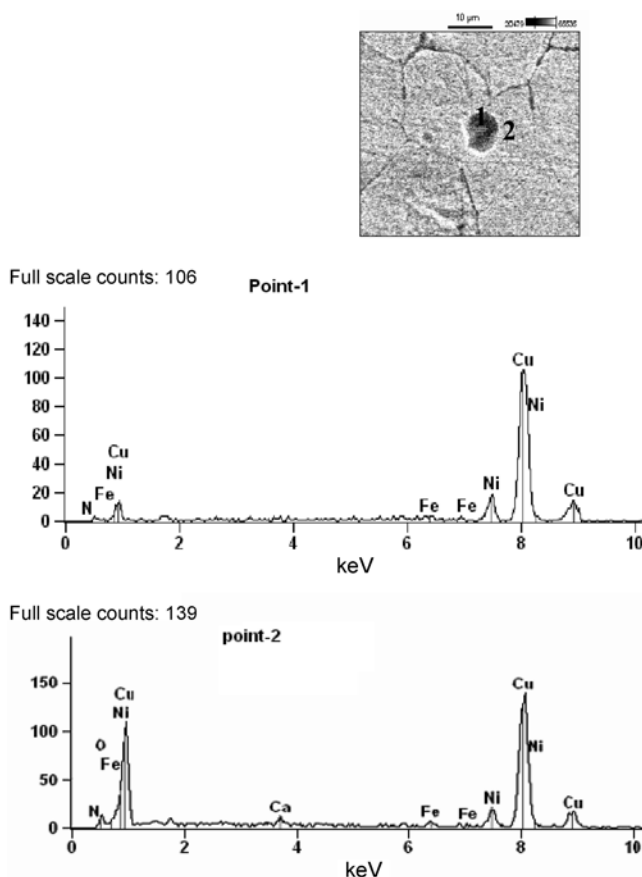 10 µm
1
2
Full scale counts: 106
Point-1
140
120
100
80
60
40
20
0
Cu
Ni
Fe
N
Fe
Fe
Ni
Cu
Ni
Cu
0
2
4
6
8
10
keV
Full scale counts: 139
point-2
150
100
50
0
Cu
Ni
O
Fe
N
Ca
Fe
Fe
Ni
Cu
Ni
Cu
0
2
4
6
8
10
keV